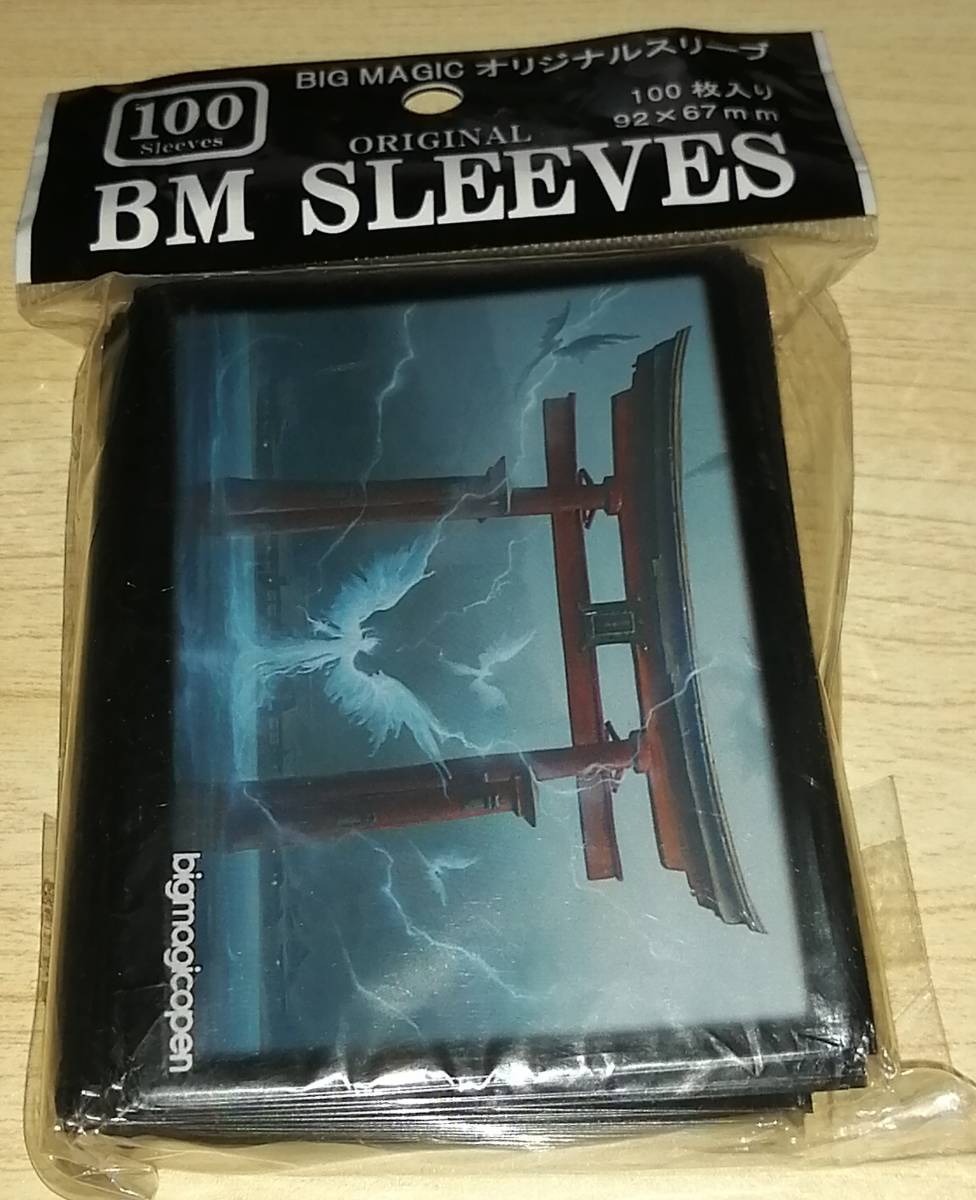 BIG MAGIC オリジナルスリーブ
100
Sleeves
100 枚入り
92×67mm
ORIGINAL
BM SLEEVES
bigmagicopen